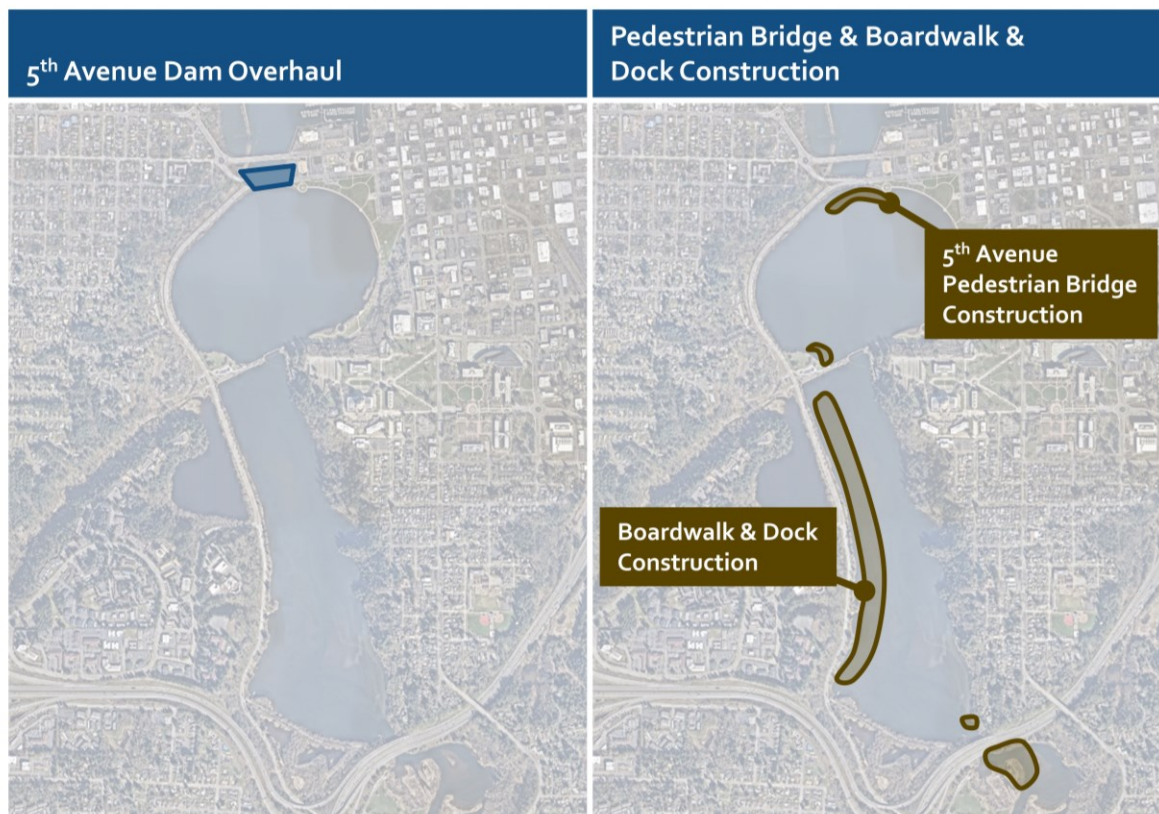 5th Avenue Dam Overhaul
Pedestrian Bridge & Boardwalk &
Dock Construction
5th Avenue
Pedestrian Bridge
Construction
Boardwalk & Dock
Construction